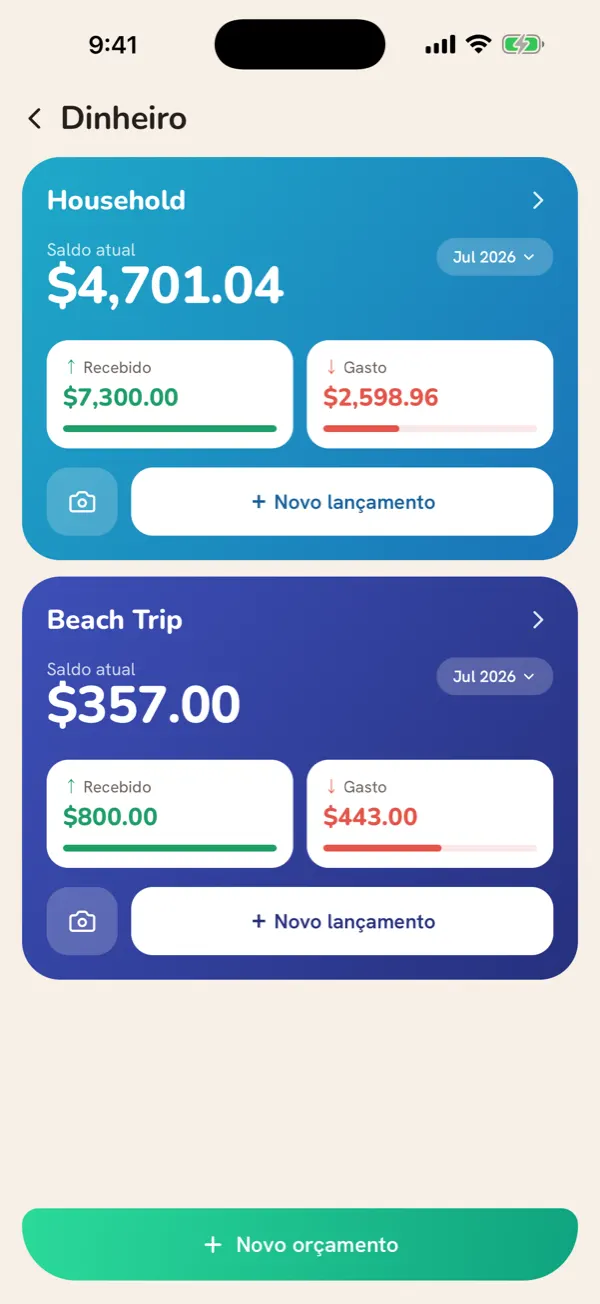 9:41
Dinheiro
Household
Saldo atual
$4,701.04
Jul 2026
↑ Recebido
$7,300.00
↓ Gasto
$2,598.96
+ Novo lançamento
Beach Trip
Saldo atual
$357.00
Jul 2026
↑ Recebido
$800.00
↓ Gasto
$443.00
+ Novo lançamento
+ Novo orçamento